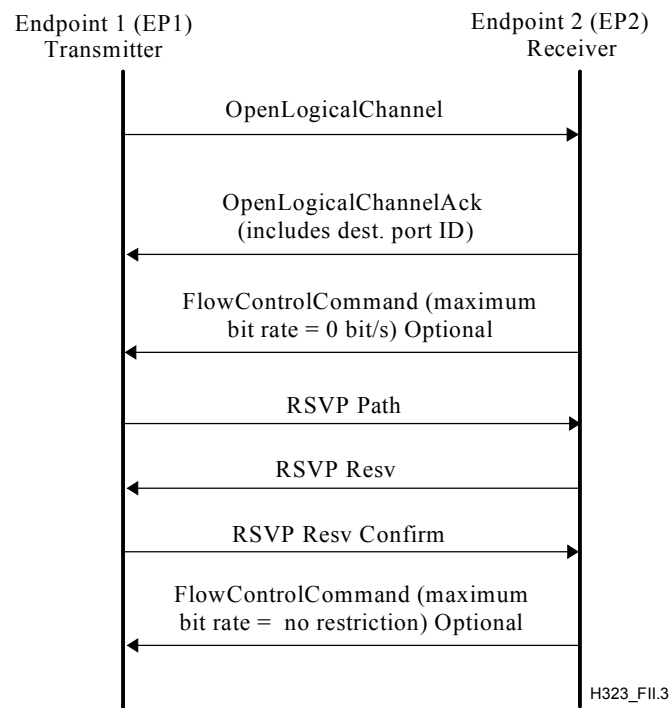 Endpoint 1 (EP1)
Transmitter
Endpoint 2 (EP2)
Receiver
OpenLogicalChannel
OpenLogicalChannelAck
(includes dest. port ID)
FlowControlCommand (maximum
bit rate = 0 bit/s) Optional
RSVP Path
RSVP Resv
RSVP Resv Confirm
FlowControlCommand (maximum
bit rate = no restriction) Optional
H323_FII.3